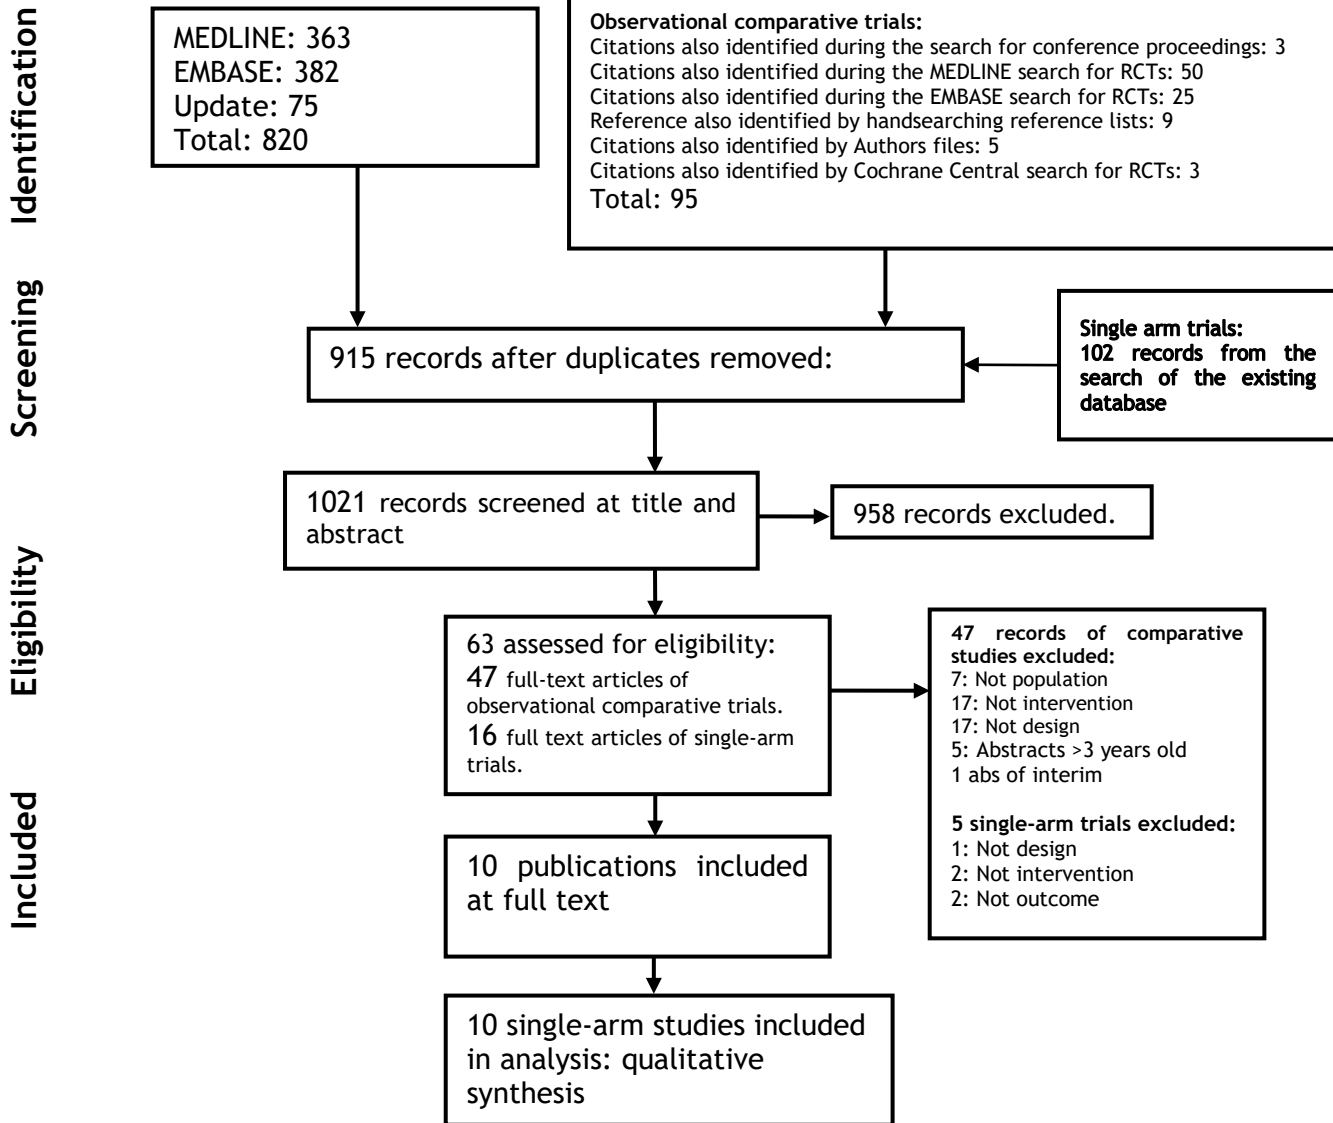 Identification
MEDLINE: 363
EMBASE: 382
Update: 75
Total: 820
Observational comparative trials:
Citations also identified during the search for conference proceedings: 3
Citations also identified during the MEDLINE search for RCTs: 50
Citations also identified during the EMBASE search for RCTs: 25
Reference also identified by handsearching reference lists: 9
Citations also identified by Authors files: 5
Citations also identified by Cochrane Central search for RCTs: 3
Total: 95
Screening
915 records after duplicates removed:
Single arm trials:
102 records from the
search of the existing
database
1021 records screened at title and
abstract
958 records excluded.
Eligibility
63 assessed for eligibility:
47 full-text articles of
observational comparative trials.
16 full text articles of single-arm
trials.
47 records of comparative
studies excluded:
7: Not population
17: Not intervention
17: Not design
5: Abstracts >3 years old
1 abs of interim
5 single-arm trials excluded:
1: Not design
2: Not intervention
2: Not outcome
Included
10 publications included
at full text
10 single-arm studies included
in analysis: qualitative
synthesis